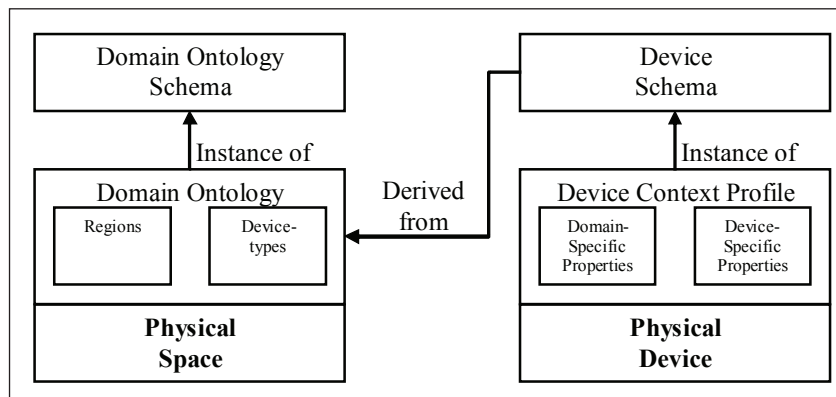 Domain Ontology
Schema
Device
Schema
Instance of
Instance of
Derived
from
Domain Ontology
Regions
Device-
types
Device Context Profile
Domain-
Specific
Properties
Device-
Specific
Properties
Physical
Space
Physical
Device